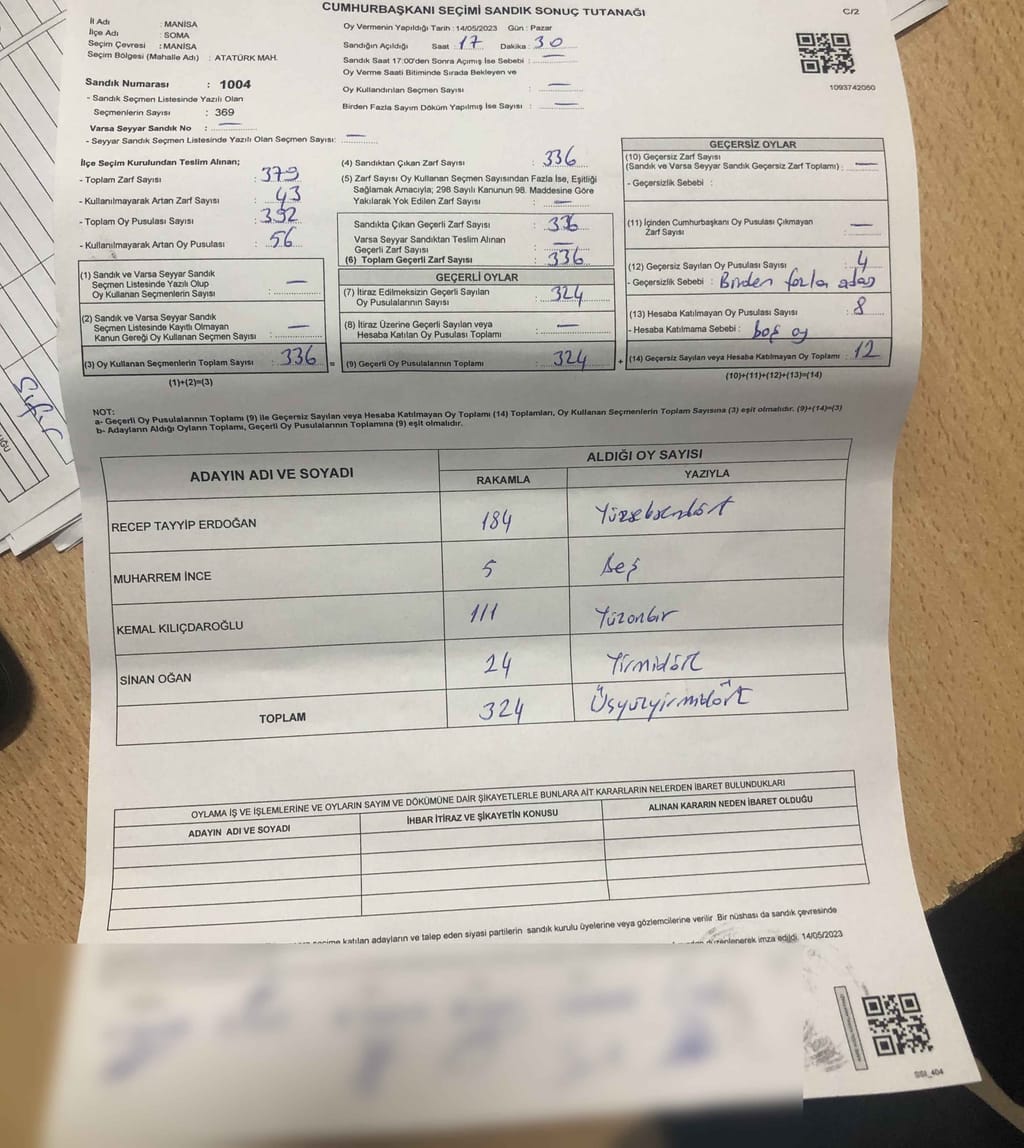 CUMHURBAŞKANI SEÇİMİ SANDIK SONUÇ TUTANAĞI
C/2
İl Adı : MANİSA
İlçe Adı : SOMA
Seçim Çevresi : MANİSA
Seçim Bölgesi (Mahalle Adı) : ATATÜRK MAH.
Sandık Numarası : 1004
- Sandık Seçmen Listesinde Yazılı Olan
Seçmenlerin Sayısı : 369
Varsa Seyyar Sandık No : —
- Seyyar Sandık Seçmen Listesinde Yazılı Olan Seçmen Sayısı: —
Oy Vermenin Yapıldığı Tarih : 14/05/2023 Gün : Pazar
Sandığın Açıldığı Saat : 17 Dakika : 30
Sandık Saat 17:00'den Sonra Açımış İse Sebebi : —
Oy Verme Saati Bitiminde Sırada Bekleyen ve
Oy Kullandırılan Seçmen Sayısı : —
Birden Fazla Sayım Döküm Yapılmış İse Sayısı : —
1093742050
İlçe Seçim Kurulundan Teslim Alınan;
- Toplam Zarf Sayısı : 379
- Kullanılmayarak Artan Zarf Sayısı : 43
- Toplam Oy Pusulası Sayısı : 392
- Kullanılmayarak Artan Oy Pusulası : 56
(4) Sandıktan Çıkan Zarf Sayısı : 336
(5) Zarf Sayısı Oy Kullanan Seçmen Sayısından Fazla İse, Eşitliği
Sağlamak Amacıyla; 298 Sayılı Kanunun 98. Maddesine Göre
Yakılarak Yok Edilen Zarf Sayısı : —
Sandıkta Çıkan Geçerli Zarf Sayısı : 336
Varsa Seyyar Sandıktan Teslim Alınan
Geçerli Zarf Sayısı : —
(6) Toplam Geçerli Zarf Sayısı : 336
GEÇERSİZ OYLAR
(10) Geçersiz Zarf Sayısı
(Sandık ve Varsa Seyyar Sandık Geçersiz Zarf Toplamı) : —
- Geçersizlik Sebebi :
(11) İçinden Cumhurbaşkanı Oy Pusulası Çıkmayan
Zarf Sayısı : —
(12) Geçersiz Sayılan Oy Pusulası Sayısı : 4
- Geçersizlik Sebebi : Birden fazla aday
(13) Hesaba Katılmayan Oy Pusulası Sayısı : 8
- Hesaba Katılmama Sebebi : boş oy
(14) Geçersiz Sayılan veya Hesaba Katılmayan Oy Toplamı : 12
(10)+(11)+(12)+(13)=(14)
(1) Sandık ve Varsa Seyyar Sandık
Seçmen Listesinde Yazılı Olup
Oy Kullanan Seçmenlerin Sayısı : —
(2) Sandık ve Varsa Seyyar Sandık
Seçmen Listesinde Kayıtlı Olmayan
Kanun Gereği Oy Kullanan Seçmen Sayısı : —
(3) Oy Kullanan Seçmenlerin Toplam Sayısı : 336 =
(1)+(2)=(3)
GEÇERLİ OYLAR
(7) İtiraz Edilmeksizin Geçerli Sayılan
Oy Pusulalarının Sayısı : 324
(8) İtiraz Üzerine Geçerli Sayılan veya
Hesaba Katılan Oy Pusulası Toplamı : —
(9) Geçerli Oy Pusulalarının Toplamı : 324 +
NOT:
a- Geçerli Oy Pusulalarının Toplamı (9) ile Geçersiz Sayılan veya Hesaba Katılmayan Oy Toplamı (14) Toplamları, Oy Kullanan Seçmenlerin Toplam Sayısına (3) eşit olmalıdır. (9)+(14)=(3)
b- Adayların Aldığı Oyların Toplamı, Geçerli Oy Pusulalarının Toplamına (9) eşit olmalıdır.
ADAYIN ADI VE SOYADI ALDIĞI OY SAYISI
RAKAMLA YAZIYLA
RECEP TAYYİP ERDOĞAN 184 Yüzseksendört
MUHARREM İNCE 5 Beş
KEMAL KILIÇDAROĞLU 111 Yüzonbir
SİNAN OĞAN 24 Yirmidört
TOPLAM 324 Üçyüzyirmidört
OYLAMA İŞ VE İŞLEMLERİNE VE OYLARIN SAYIM VE DÖKÜMÜNE DAİR ŞİKAYETLERLE BUNLARA AİT KARARLARIN NELERDEN İBARET BULUNDUKLARI
ADAYIN ADI VE SOYADI İHBAR İTİRAZ VE ŞİKAYETİN KONUSU ALINAN KARARIN NEDEN İBARET OLDUĞU
katılan adayların ve talep eden siyasi partilerin sandık kurulu üyelerine veya gözlemcilerine verilir. Bir nüshası da sandık çevresinde
düzenlenerek imza edildi. 14/05/2023
SSI_404